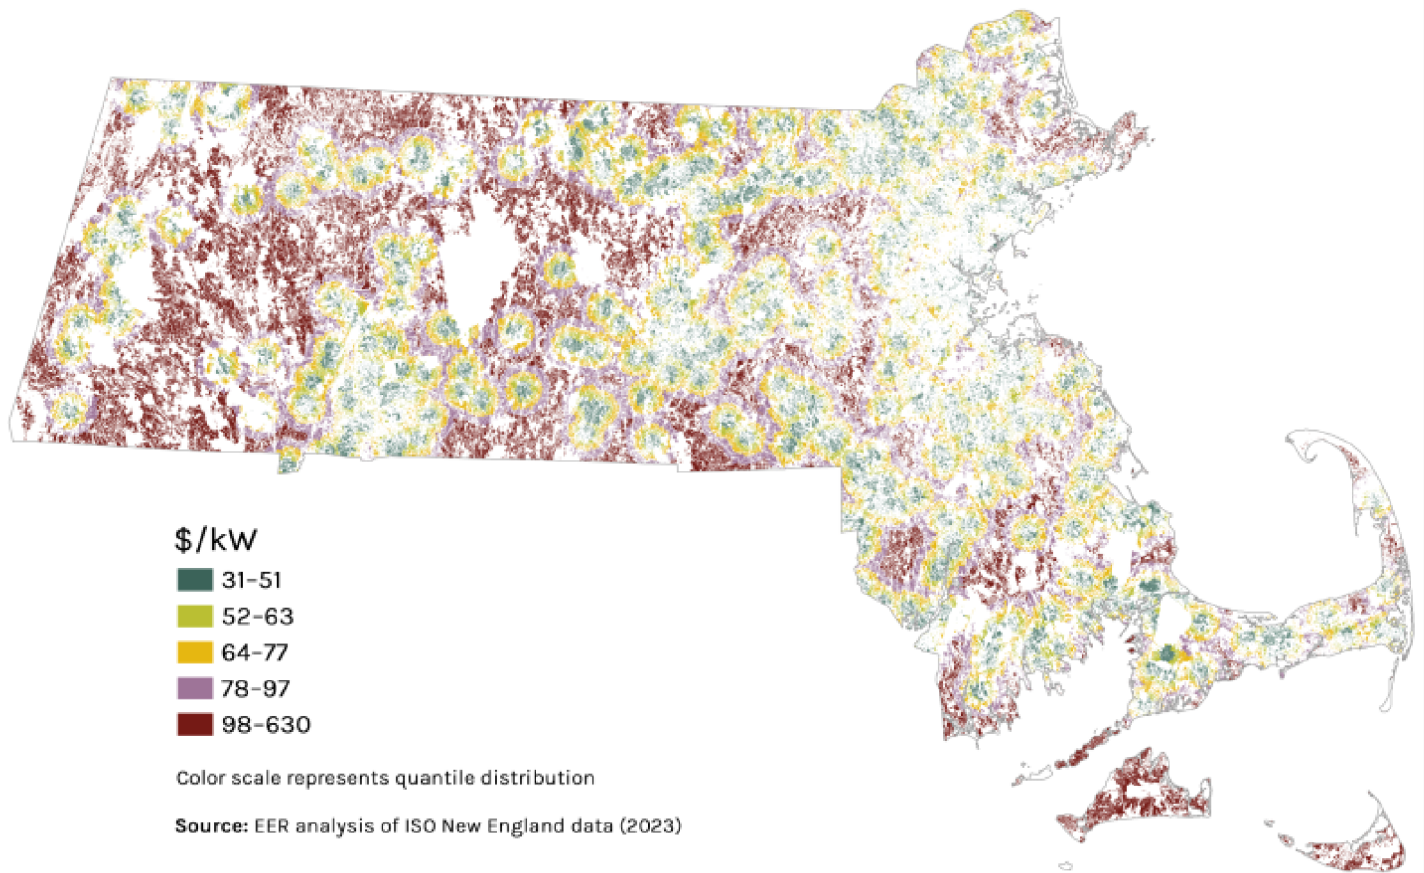 $/kW
31–51
52–63
64–77
78–97
98–630
Color scale represents quantile distribution
Source: EER analysis of ISO New England data (2023)